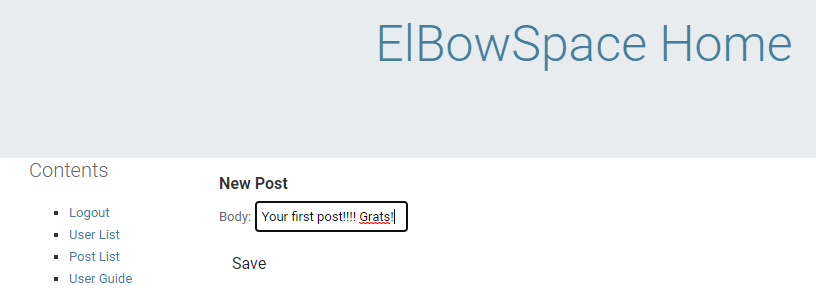 ElBowSpace Home
Contents
Logout
User List
Post List
User Guide
New Post
Body: Your first post!!!! Grats!
Save